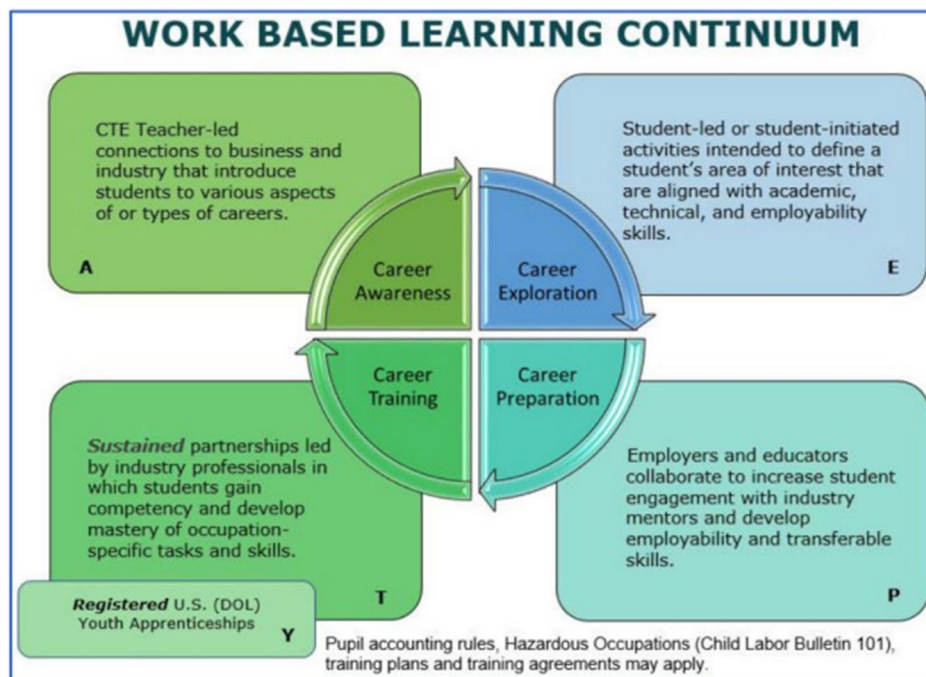 WORK BASED LEARNING CONTINUUM
CTE Teacher-led
connections to business and
industry that introduce
students to various aspects
of or types of careers.
A
Student-led or student-initiated
activities intended to define a
student's area of interest that
are aligned with academic,
technical, and employability
skills.
E
Career
Awareness
Career
Exploration
Career
Training
Career
Preparation
Sustained partnerships led
by industry professionals in
which students gain
competency and develop
mastery of occupation-
specific tasks and skills.
T
Employers and educators
collaborate to increase student
engagement with industry
mentors and develop
employability and transferable
skills.
P
Registered U.S. (DOL)
Youth Apprenticeships
Y
Pupil accounting rules, Hazardous Occupations (Child Labor Bulletin 101),
training plans and training agreements may apply.